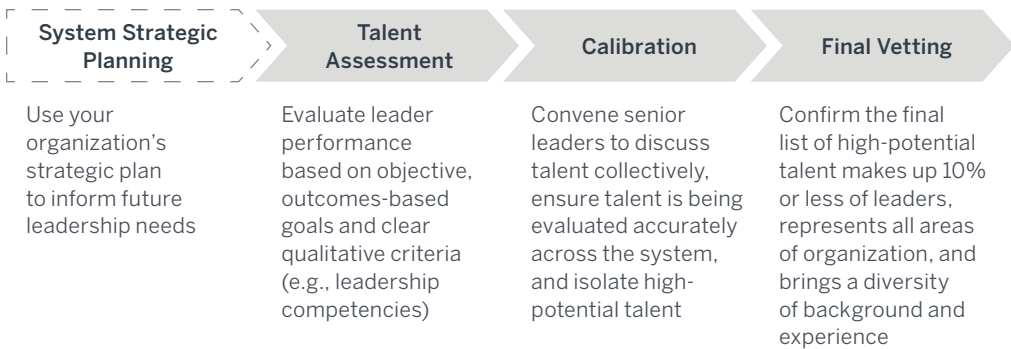 System Strategic
Planning
Use your
organization's
strategic plan
to inform future
leadership needs
Talent
Assessment
Evaluate leader
performance
based on objective,
outcomes-based
goals and clear
qualitative criteria
(e.g., leadership
competencies)
Calibration
Convene senior
leaders to discuss
talent collectively,
ensure talent is being
evaluated accurately
across the system,
and isolate high-
potential talent
Final Vetting
Confirm the final
list of high-potential
talent makes up 10%
or less of leaders,
represents all areas
of organization, and
brings a diversity
of background and
experience